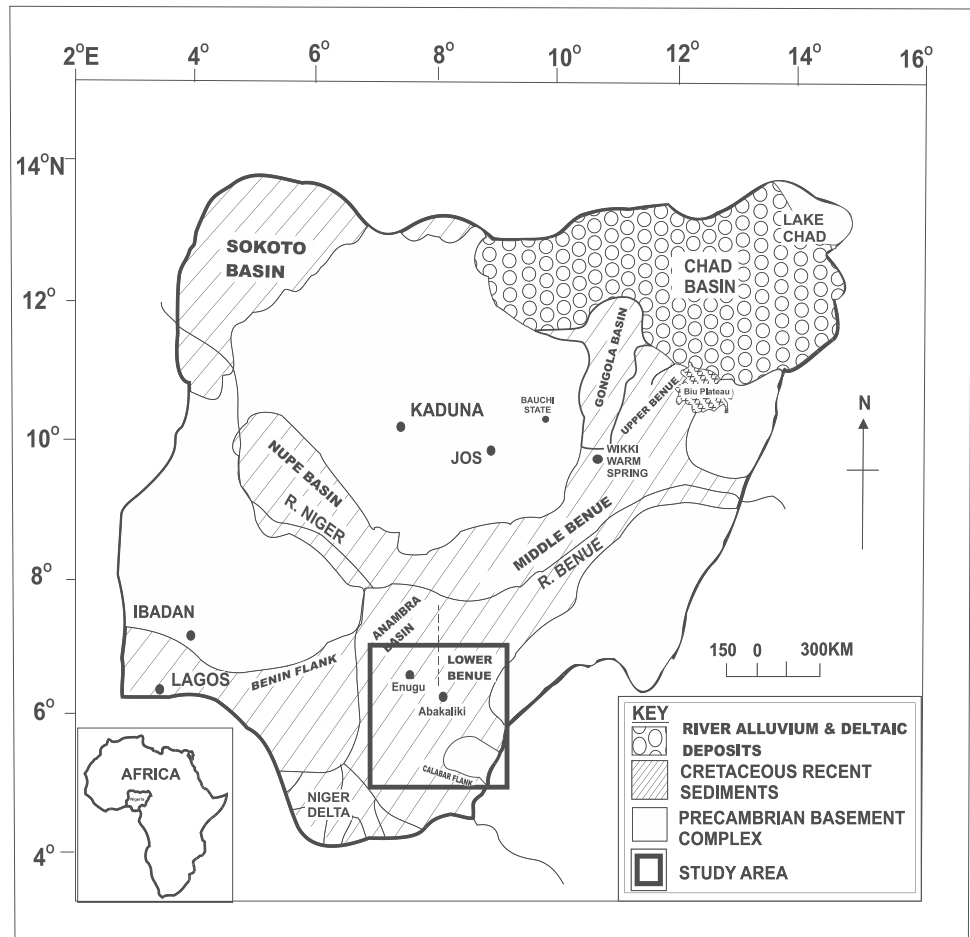 2°E 4° 6° 8° 10° 12° 14° 16°
14°N
12°
10°
8°
6°
4°
SOKOTO
BASIN
LAKE
CHAD
CHAD
BASIN
GONGOLA BASIN
UPPER BENUE
Biu Plateau
BAUCHI
STATE
KADUNA
JOS
WIKKI
WARM
SPRING
N
NUPE BASIN
R. NIGER
MIDDLE BENUE
R. BENUE
IBADAN
LAGOS
BENIN FLANK
ANAMBRA
BASIN
LOWER
BENUE
Enugu
Abakaliki
CALABAR FLANK
NIGER
DELTA
150 0 300KM
AFRICA
Nigeria
KEY
RIVER ALLUVIUM & DELTAIC
DEPOSITS
CRETACEOUS RECENT
SEDIMENTS
PRECAMBRIAN BASEMENT
COMPLEX
STUDY AREA